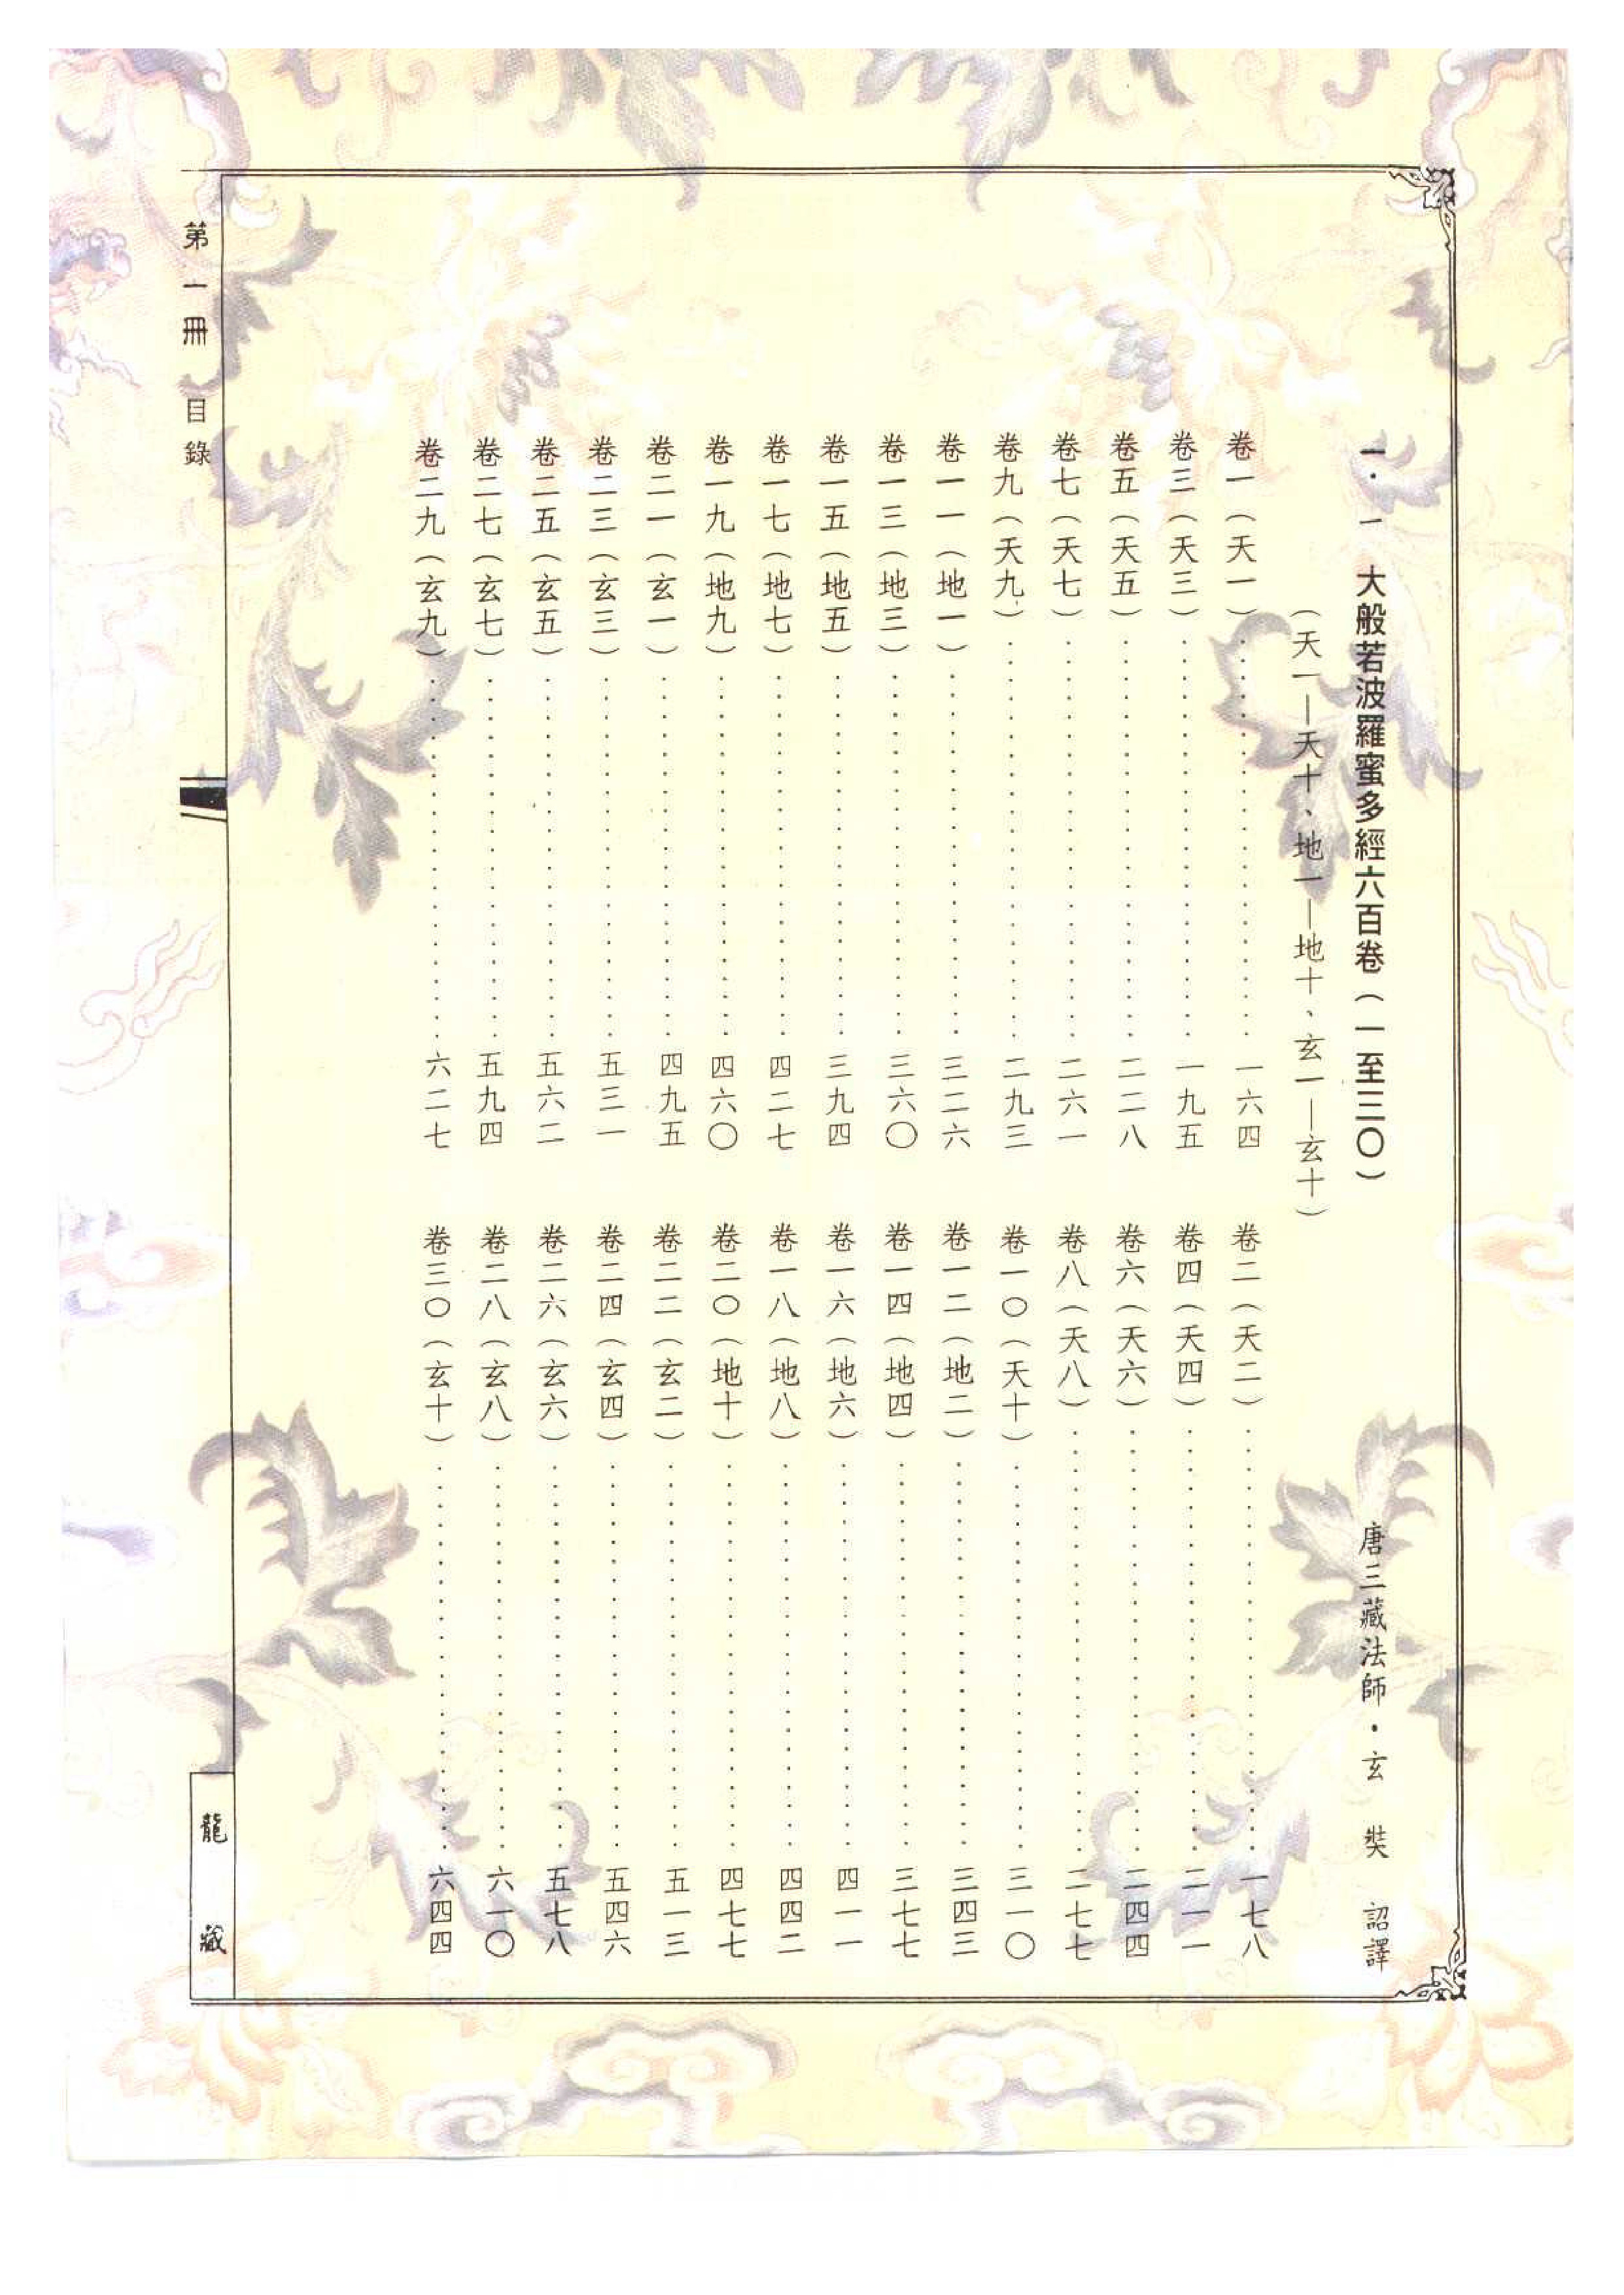 一．一 大般若波羅蜜多經六百卷（一至三〇） 唐三藏法師．玄 奘 詔譯
（天一—天十、地一—地十、玄一—玄十）
卷一（天一）……一六四 卷二（天二）……一七八
卷三（天三）……一九五 卷四（天四）……二一一
卷五（天五）……二二八 卷六（天六）……二四四
卷七（天七）……二六一 卷八（天八）……二七七
卷九（天九）……二九三 卷一〇（天十）……三一〇
卷一一（地一）……三二六 卷一二（地二）……三四三
卷一三（地三）……三六〇 卷一四（地四）……三七七
卷一五（地五）……三九四 卷一六（地六）……四一一
卷一七（地七）……四二七 卷一八（地八）……四四二
卷一九（地九）……四六〇 卷二〇（地十）……四七七
卷二一（玄一）……四九五 卷二二（玄二）……五一三
卷二三（玄三）……五三一 卷二四（玄四）……五四六
卷二五（玄五）……五六二 卷二六（玄六）……五七八
卷二七（玄七）……五九四 卷二八（玄八）……六一〇
卷二九（玄九）……六二七 卷三〇（玄十）……六四四
第一冊 目錄
龍藏